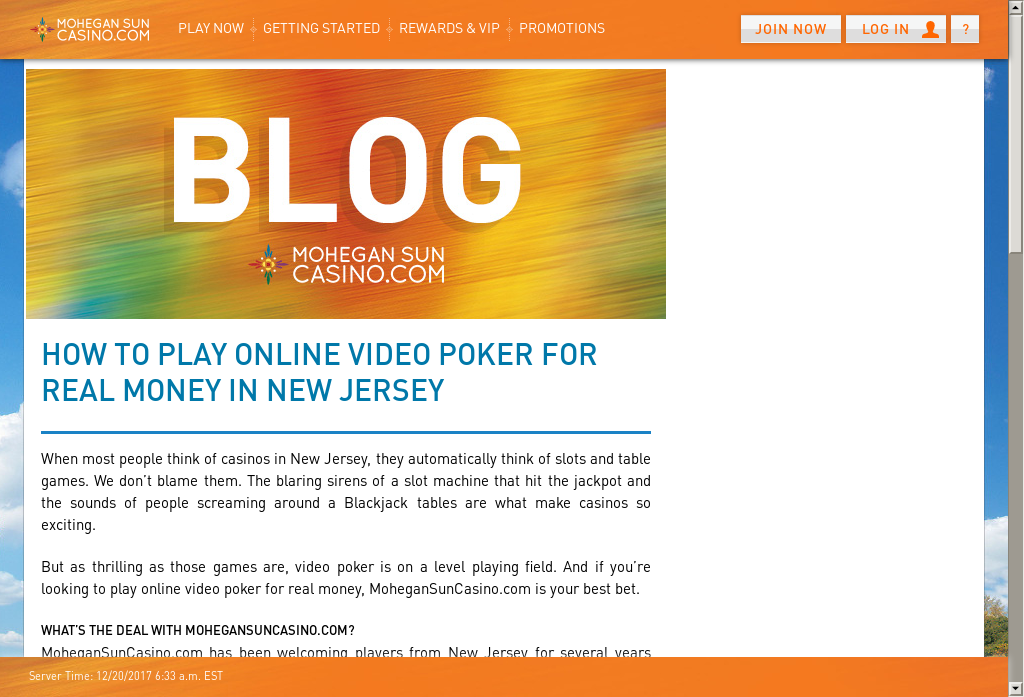 MOHEGAN SUN
CASINO.COM
PLAY NOW
GETTING STARTED
REWARDS & VIP
PROMOTIONS
JOIN NOW
LOG IN
?
BLOG
MOHEGAN SUN
CASINO.COM
HOW TO PLAY ONLINE VIDEO POKER FOR
REAL MONEY IN NEW JERSEY
When most people think of casinos in New Jersey, they automatically think of slots and table
games. We don't blame them. The blaring sirens of a slot machine that hit the jackpot and
the sounds of people screaming around a Blackjack tables are what make casinos so
exciting.
But as thrilling as those games are, video poker is on a level playing field. And if you're
looking to play online video poker for real money, MoheganSunCasino.com is your best bet.
WHAT'S THE DEAL WITH MOHEGANSUNCASINO.COM?
MoheganSunCasino.com has been welcoming players from New Jersey for several years
Server Time: 12/20/2017 6:33 a.m. EST